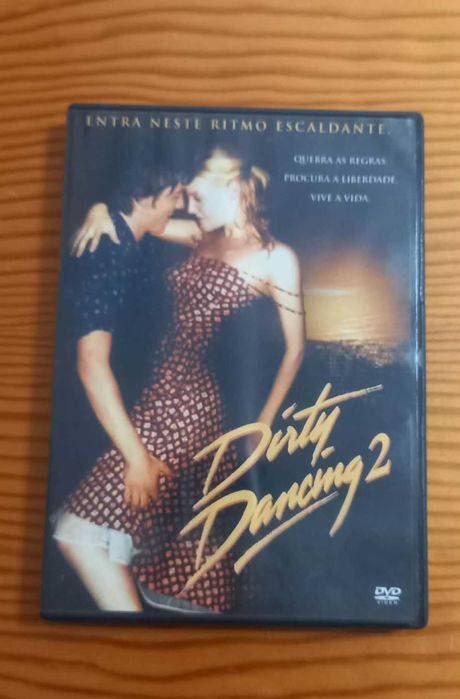 ENTRA NESTE RITMO ESCALDANTE.
QUEBRA AS REGRAS.
PROCURA A LIBERDADE.
VIVE A VIDA.
Dirty
Dancing 2
DVD
VIDEO